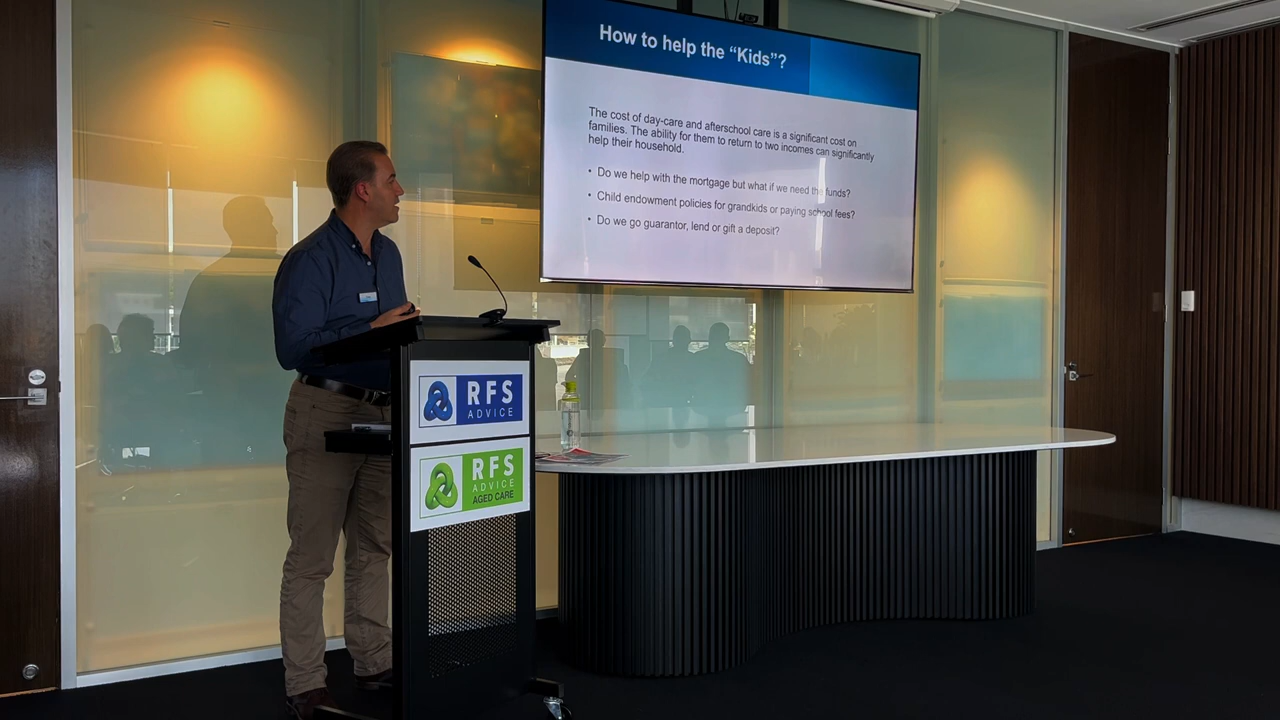 How to help the “Kids”?
The cost of day-care and afterschool care is a significant cost on
families. The ability for them to return to two incomes can significantly
help their household.
• Do we help with the mortgage but what if we need the funds?
• Child endowment policies for grandkids or paying school fees?
• Do we go guarantor, lend or gift a deposit?
RFS
ADVICE
RFS
ADVICE
AGED CARE